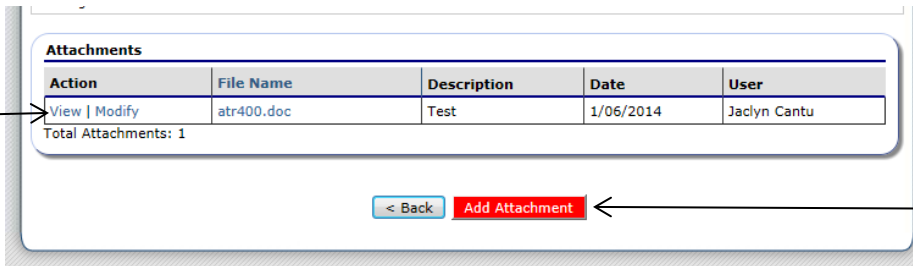 Attachments
Action File Name Description Date User
View | Modify atr400.doc Test 1/06/2014 Jaclyn Cantu
Total Attachments: 1
< Back Add Attachment